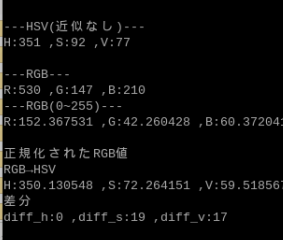 ---HSV(近似なし)---
H:351 ,S:92 ,V:77
---RGB---
R:530 ,G:147 ,B:210
---RGB(0~255)---
R:152.367531 ,G:42.260428 ,B:60.372041
正規化されたRGB値
RGB→HSV
H:350.130548 ,S:72.264151 ,V:59.518567
差分
diff_h:0 ,diff_s:19 ,diff_v:17